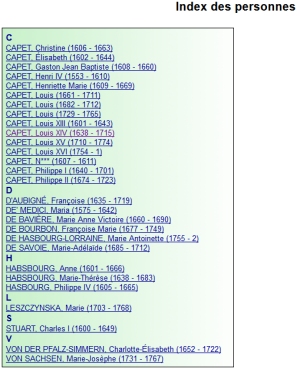 Index des personnes
C
CAPET, Christine (1606 - 1663)
CAPET, Élisabeth (1602 - 1644)
CAPET, Gaston Jean Baptiste (1608 - 1660)
CAPET, Henri IV (1553 - 1610)
CAPET, Henriette Marie (1609 - 1669)
CAPET, Louis (1661 - 1711)
CAPET, Louis (1682 - 1712)
CAPET, Louis (1729 - 1765)
CAPET, Louis XIII (1601 - 1643)
CAPET, Louis XIV (1638 - 1715)
CAPET, Louis XV (1710 - 1774)
CAPET, Louis XVI (1754 - 1)
CAPET, N*** (1607 - 1611)
CAPET, Philippe I (1640 - 1701)
CAPET, Philippe II (1674 - 1723)
D
D'AUBIGNÉ, Françoise (1635 - 1719)
DE' MEDICI, Maria (1575 - 1642)
DE BAVIÈRE, Marie Anne Victoire (1660 - 1690)
DE BOURBON, Françoise Marie (1677 - 1749)
DE HASBOURG-LORRAINE, Marie Antoinette (1755 - 2)
DE SAVOIE, Marie-Adélaïde (1685 - 1712)
H
HABSBOURG, Anne (1601 - 1666)
HABSBOURG, Marie-Thérèse (1638 - 1683)
HASBOURG, Philippe IV (1605 - 1665)
L
LESZCZYNSKA, Marie (1703 - 1768)
S
STUART, Charles I (1600 - 1649)
V
VON DER PFALZ-SIMMERN, Charlotte-Élisabeth (1652 - 1722)
VON SACHSEN, Marie-Josèphe (1731 - 1767)